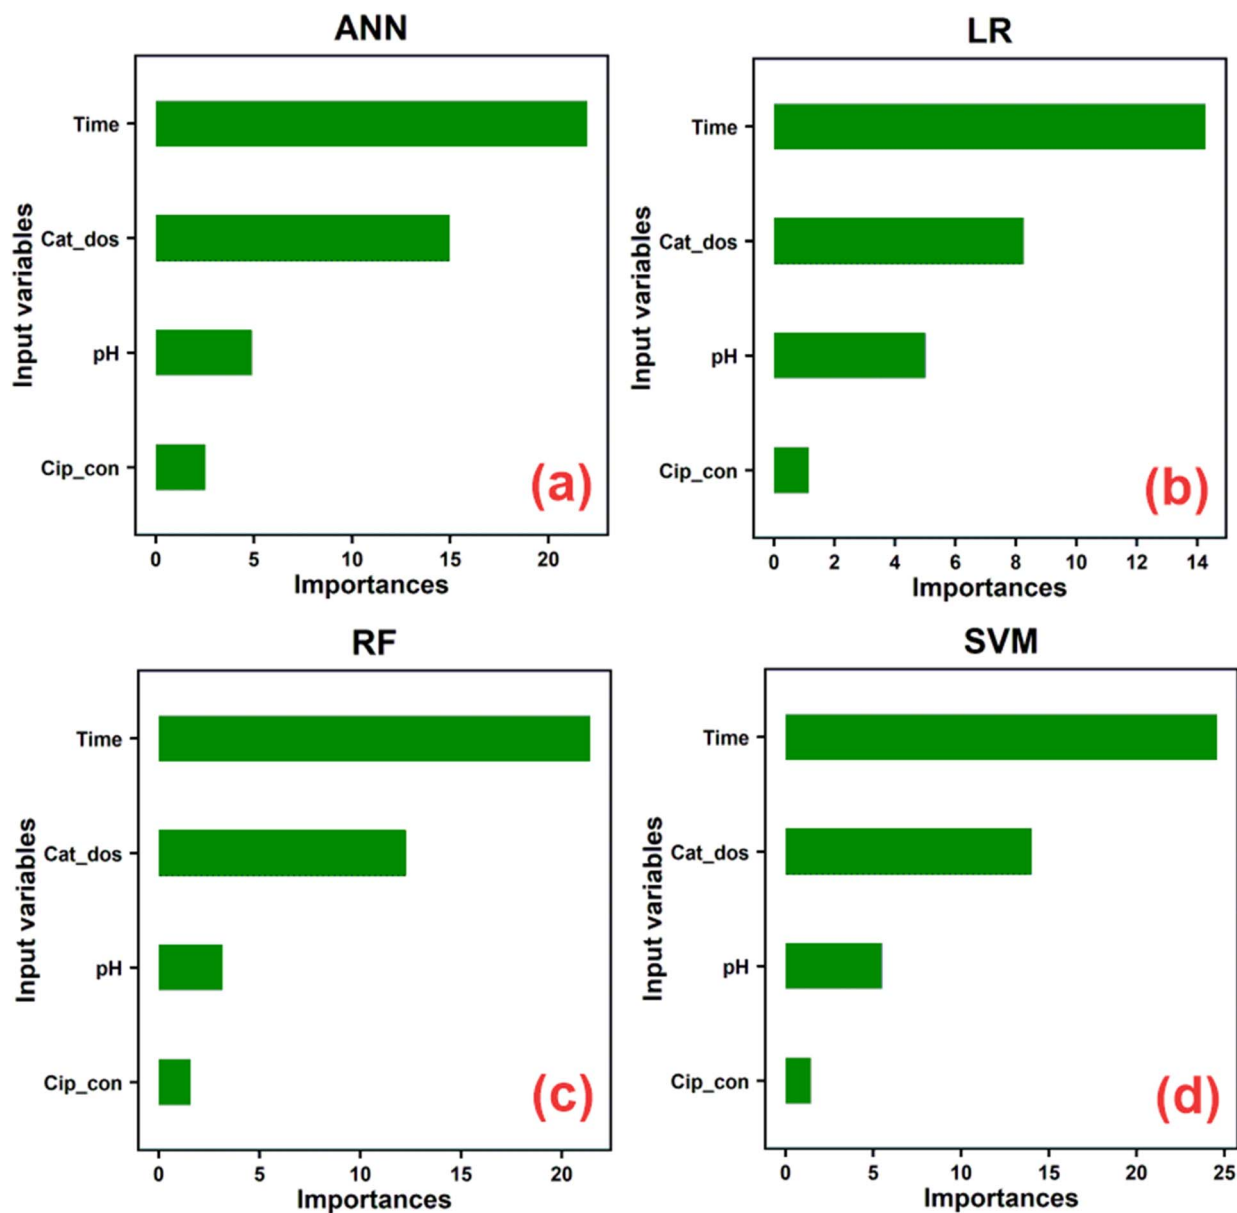 ANN
Input variables
Time
Cat_dos
pH
Cip_con
(a)
0 5 10 15 20
Importances
LR
Input variables
Time
Cat_dos
pH
Cip_con
(b)
0 2 4 6 8 10 12 14
Importances
RF
Input variables
Time
Cat_dos
pH
Cip_con
(c)
0 5 10 15 20
Importances
SVM
Input variables
Time
Cat_dos
pH
Cip_con
(d)
0 5 10 15 20 25
Importances